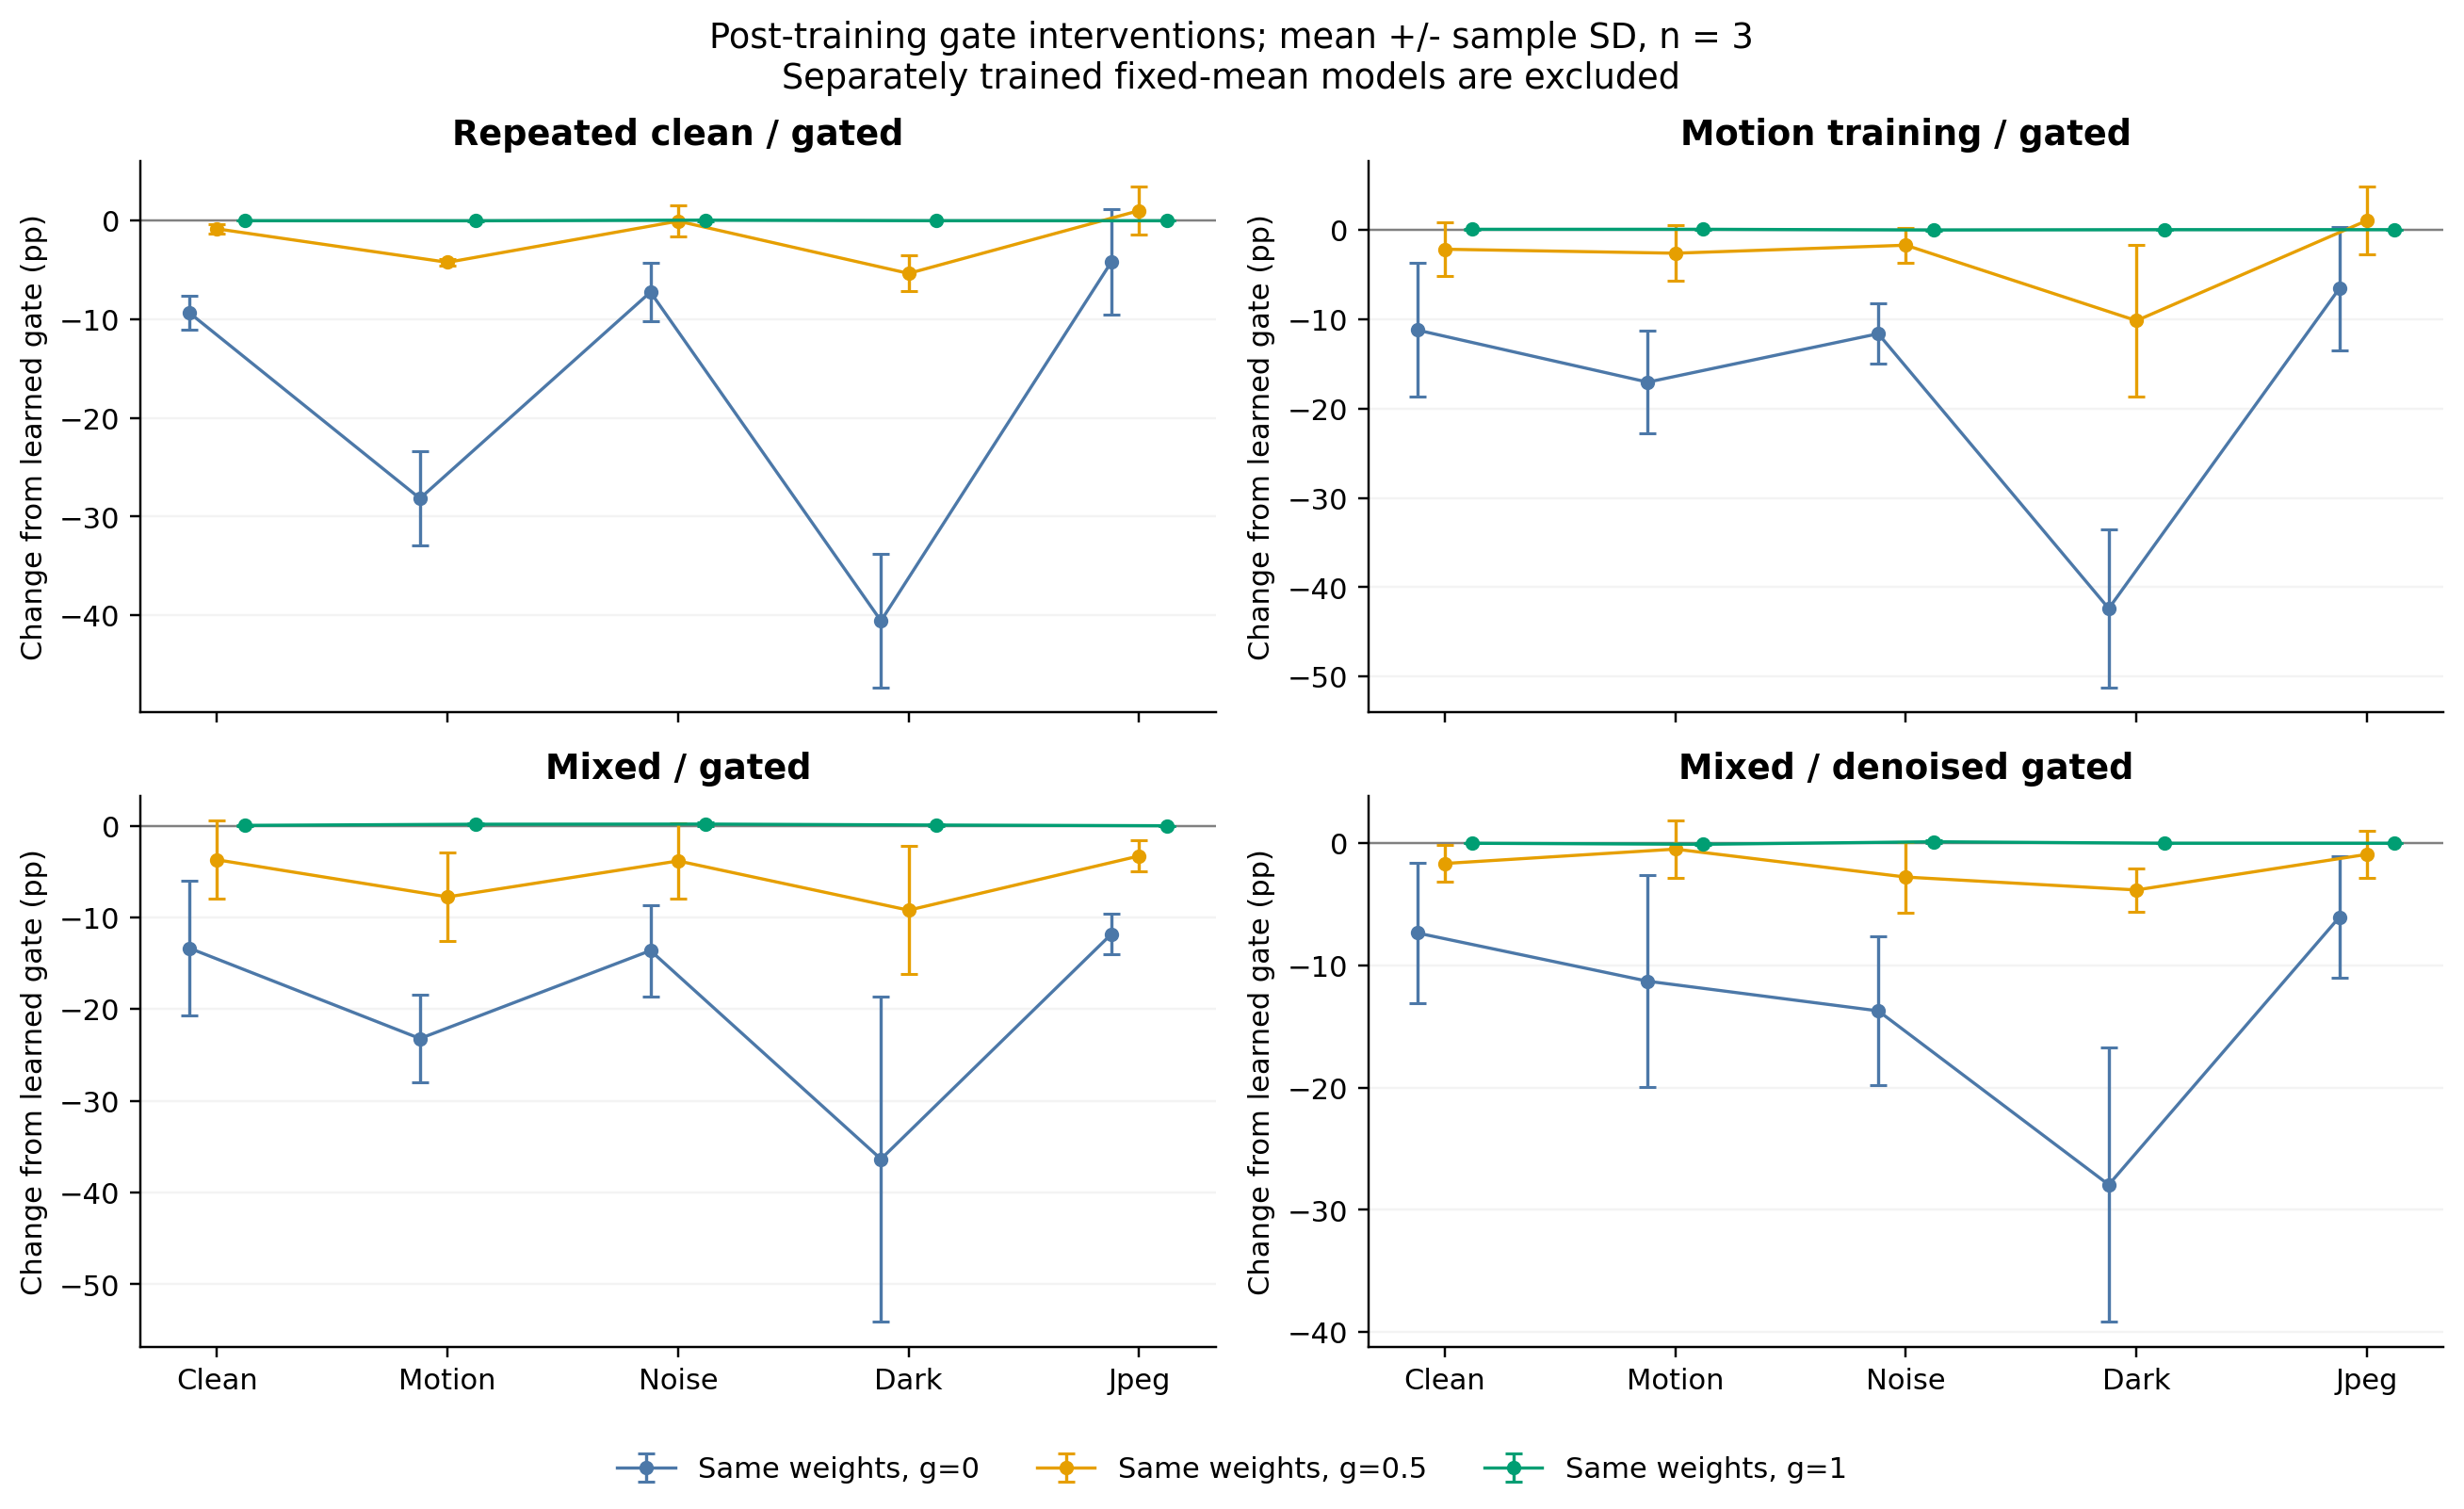 Post-training gate interventions; mean +/- sample SD, n = 3
Separately trained fixed-mean models are excluded
Repeated clean / gated
Change from learned gate (pp)
0
−10
−20
−30
−40
Motion training / gated
Change from learned gate (pp)
0
−10
−20
−30
−40
−50
Mixed / gated
Change from learned gate (pp)
0
−10
−20
−30
−40
−50
Clean Motion Noise Dark Jpeg
Mixed / denoised gated
Change from learned gate (pp)
0
−10
−20
−30
−40
Clean Motion Noise Dark Jpeg
Same weights, g=0 Same weights, g=0.5 Same weights, g=1